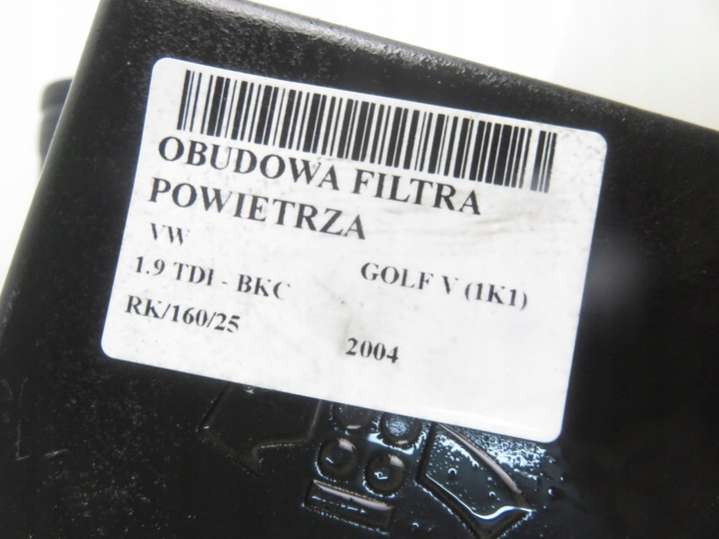 OBUDOWA FILTRA
POWIETRZA
VW
1.9 TDI - BKC GOLF V (1K1)
RK/160/25 2004